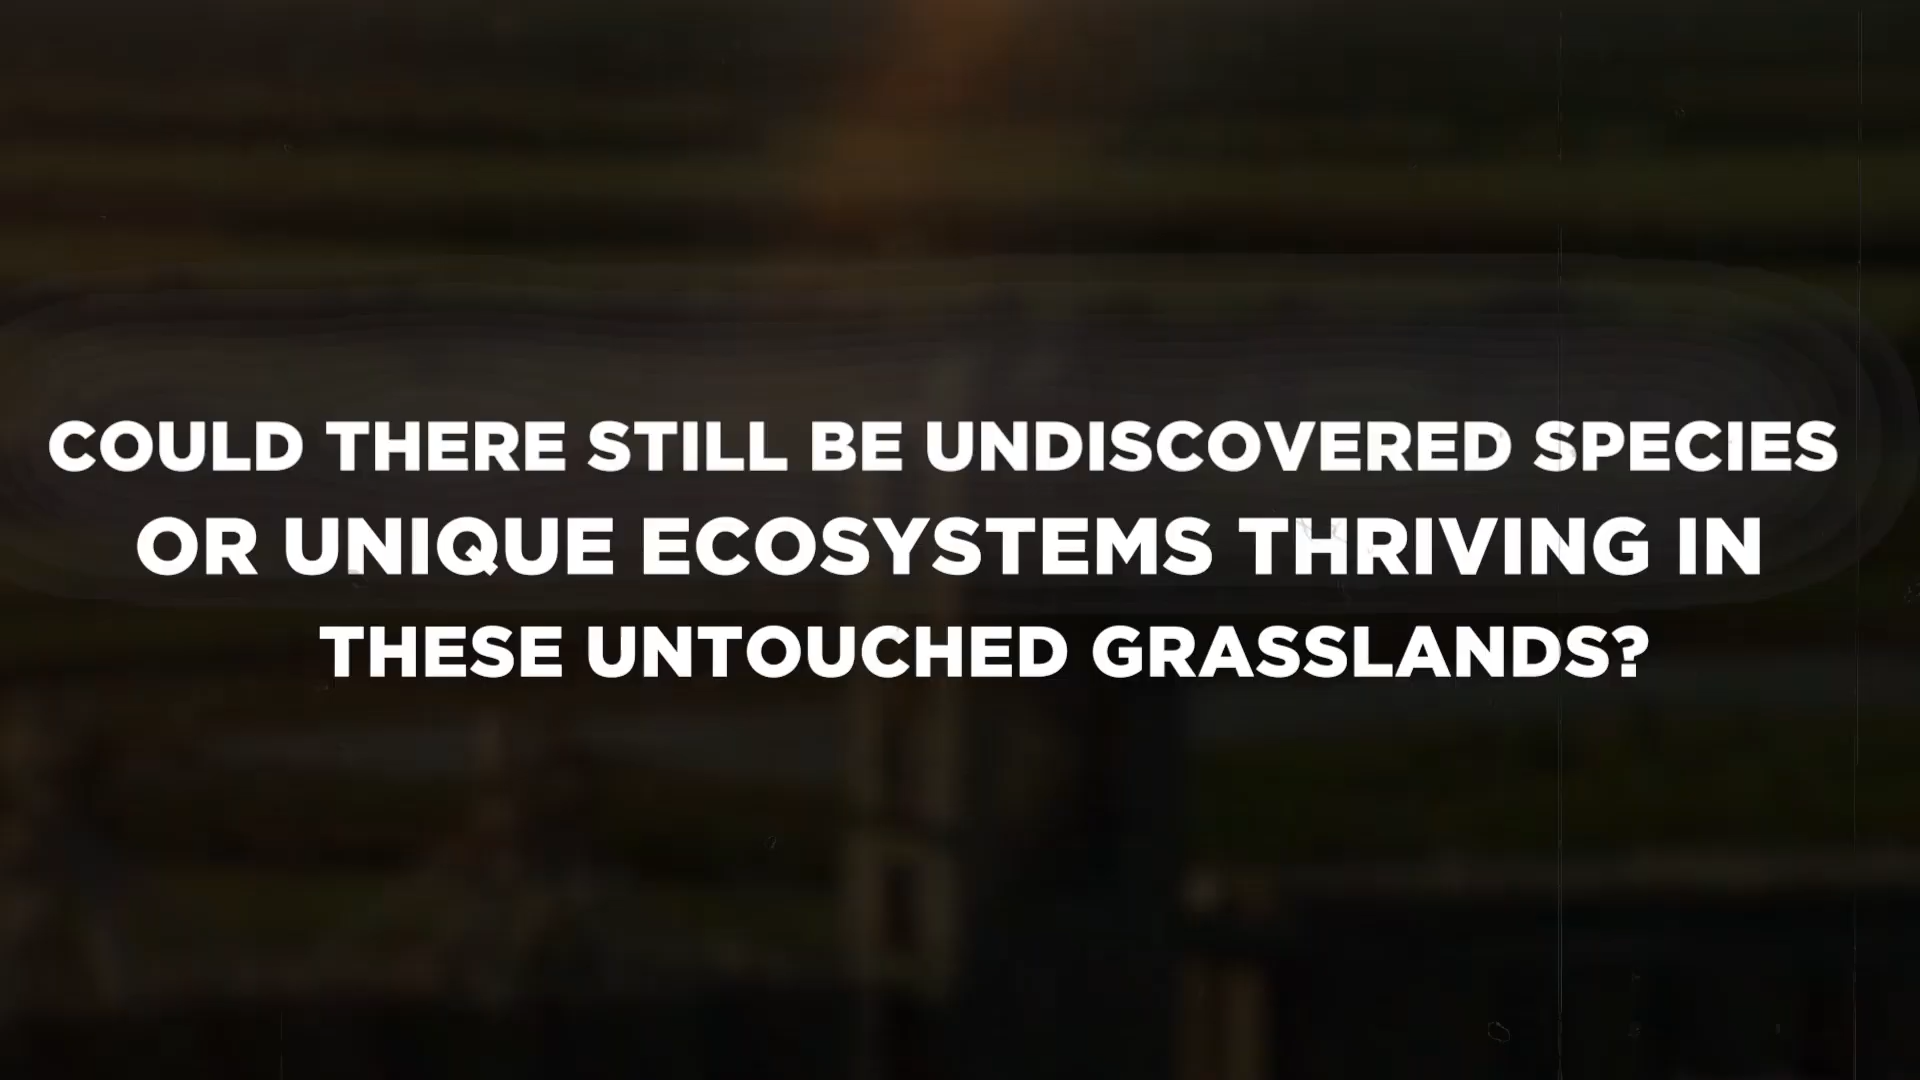 COULD THERE STILL BE UNDISCOVERED SPECIES
OR UNIQUE ECOSYSTEMS THRIVING IN
THESE UNTOUCHED GRASSLANDS?